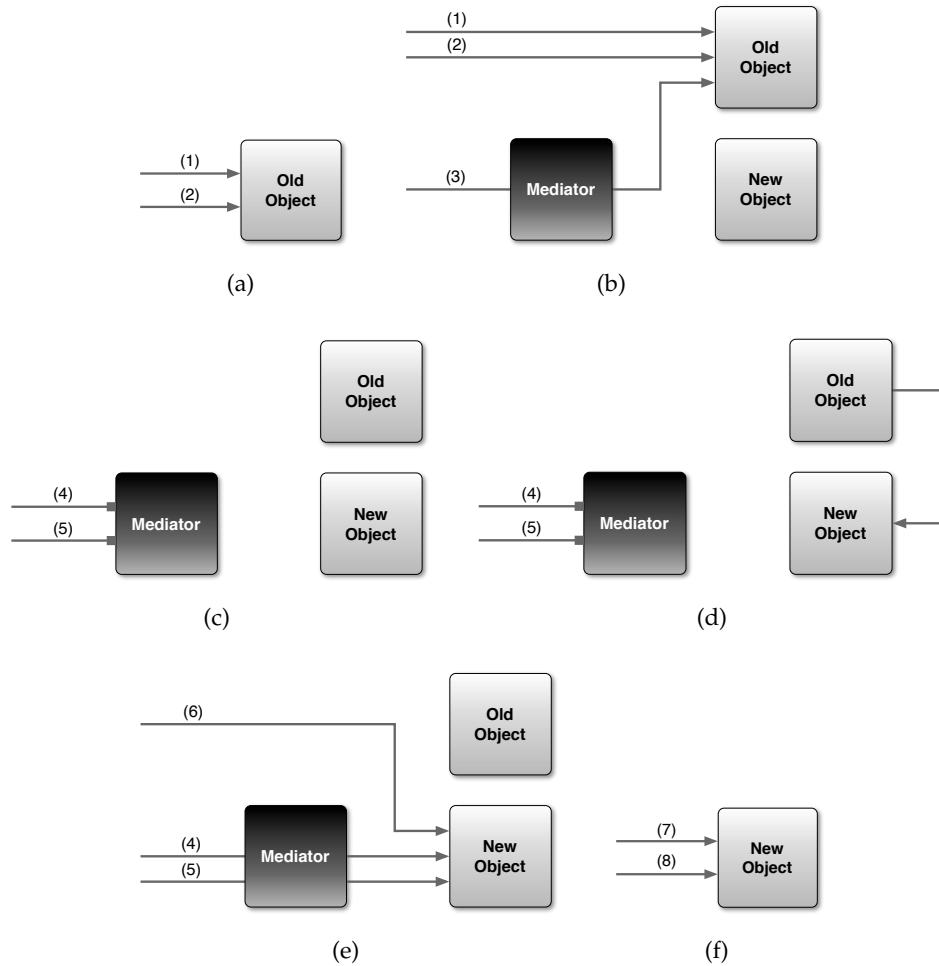 (1)
(2)
Old
Object
(a)
(1)
(2)
(3)
Mediator
Old
Object
New
Object
(b)
(4)
(5)
Mediator
Old
Object
New
Object
(c)
(4)
(5)
Mediator
Old
Object
New
Object
(d)
(6)
(4)
(5)
Mediator
Old
Object
New
Object
(e)
(7)
(8)
New
Object
(f)